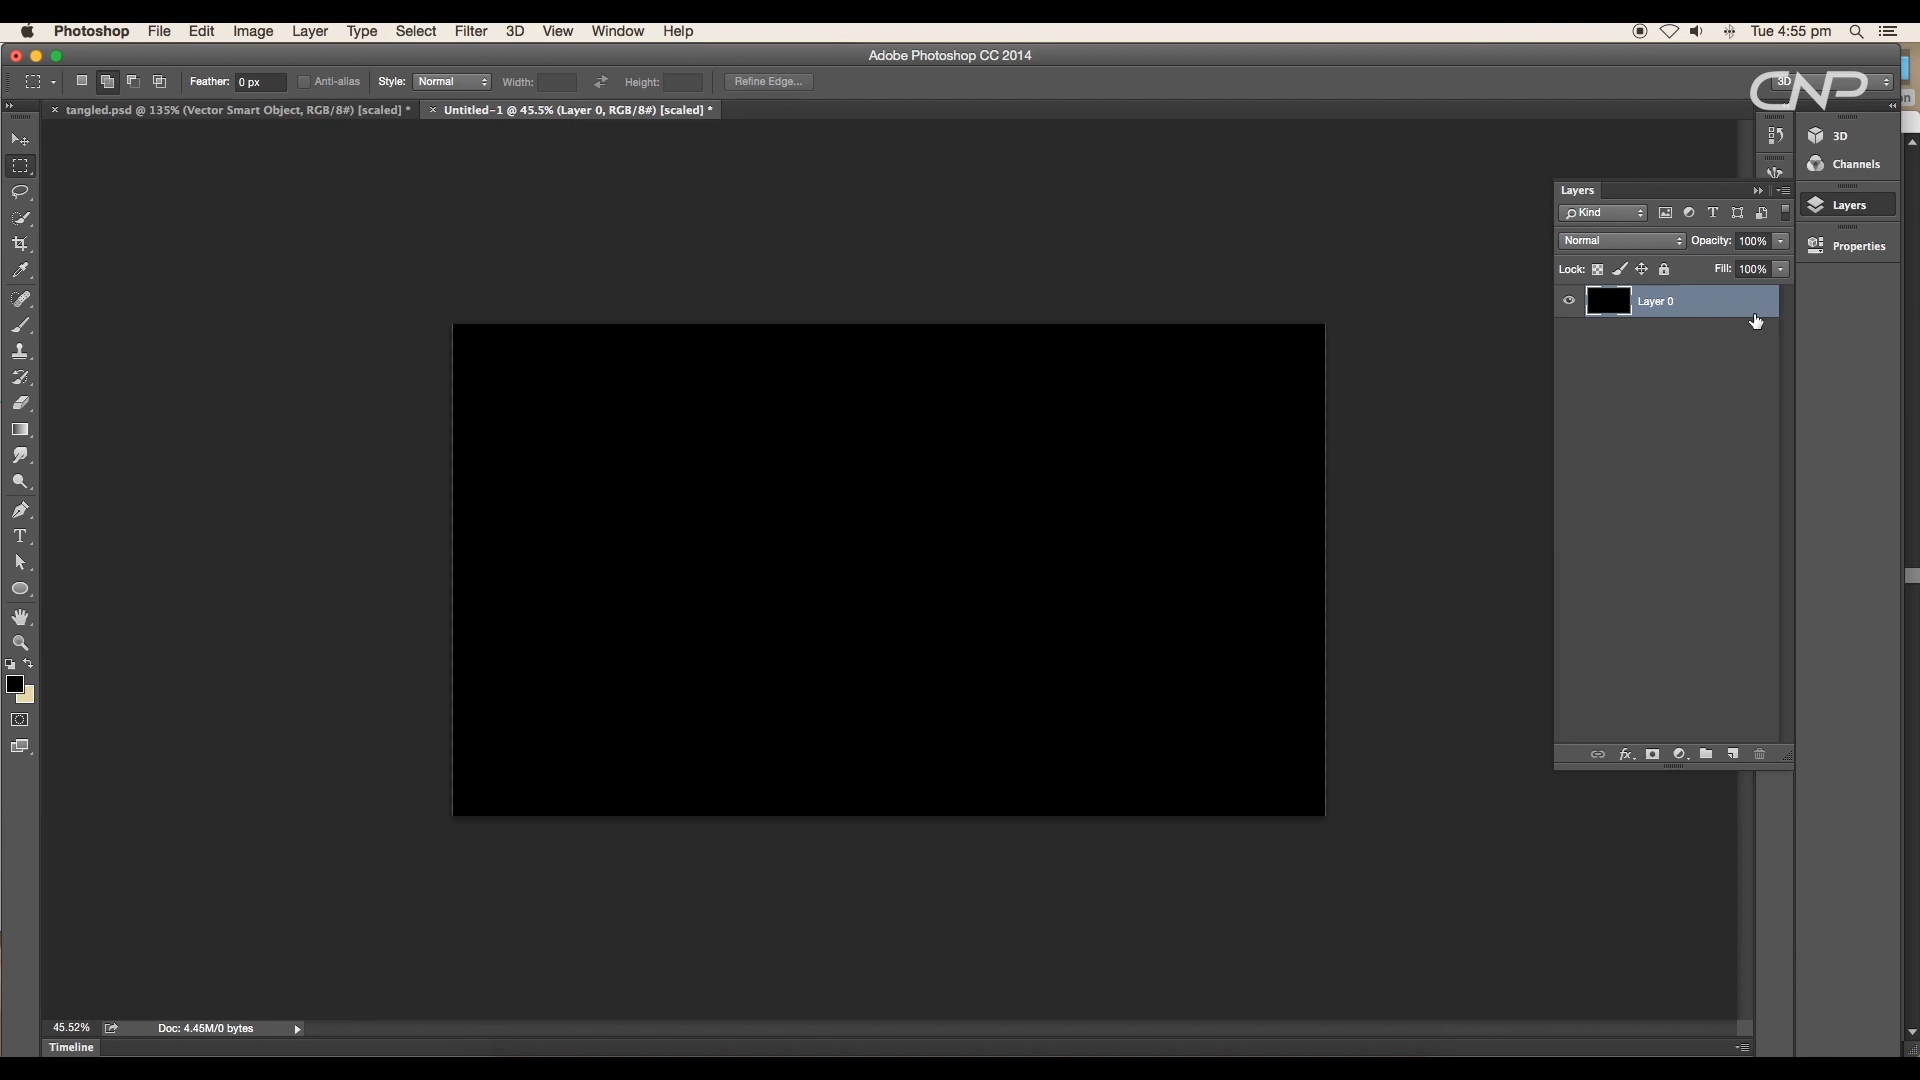 Photoshop File Edit Image Layer Type Select Filter 3D View Window Help Tue 4:55 pm
Adobe Photoshop CC 2014
Feather: 0 px Anti-alias Style: Normal Width: Height: Refine Edge... 3D
CNP
× tangled.psd @ 135% (Vector Smart Object, RGB/8#) [scaled] * × Untitled-1 @ 45.5% (Layer 0, RGB/8#) [scaled] *
3D
Channels
Layers
Properties
Layers
Kind
Normal Opacity: 100%
Lock: Fill: 100%
Layer 0
45.52% Doc: 4.45M/0 bytes
Timeline